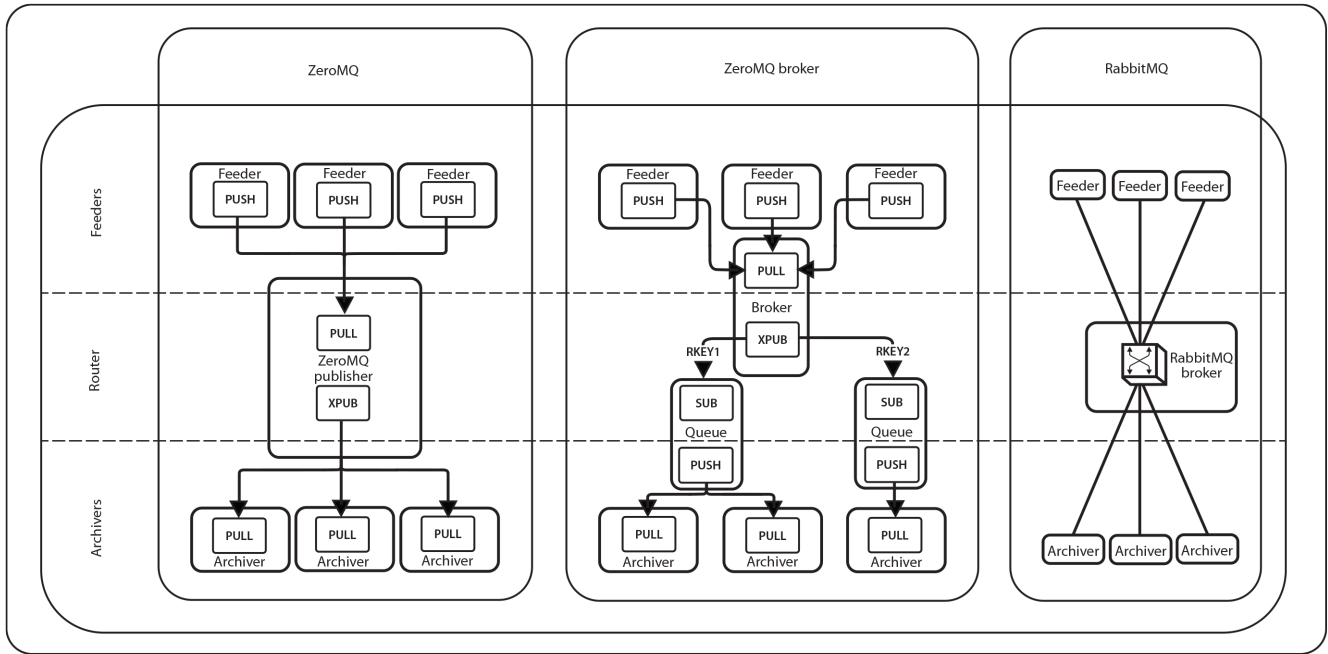 ZeroMQ
ZeroMQ broker
RabbitMQ
Feeders
Router
Archivers
Feeder
PUSH
Feeder
PUSH
Feeder
PUSH
PULL
ZeroMQ
publisher
XPUB
PULL
Archiver
PULL
Archiver
PULL
Archiver
Feeder
PUSH
Feeder
PUSH
Feeder
PUSH
PULL
Broker
XPUB
RKEY1
RKEY2
SUB
Queue
PUSH
SUB
Queue
PUSH
PULL
Archiver
PULL
Archiver
PULL
Archiver
Feeder
Feeder
Feeder
RabbitMQ
broker
Archiver
Archiver
Archiver